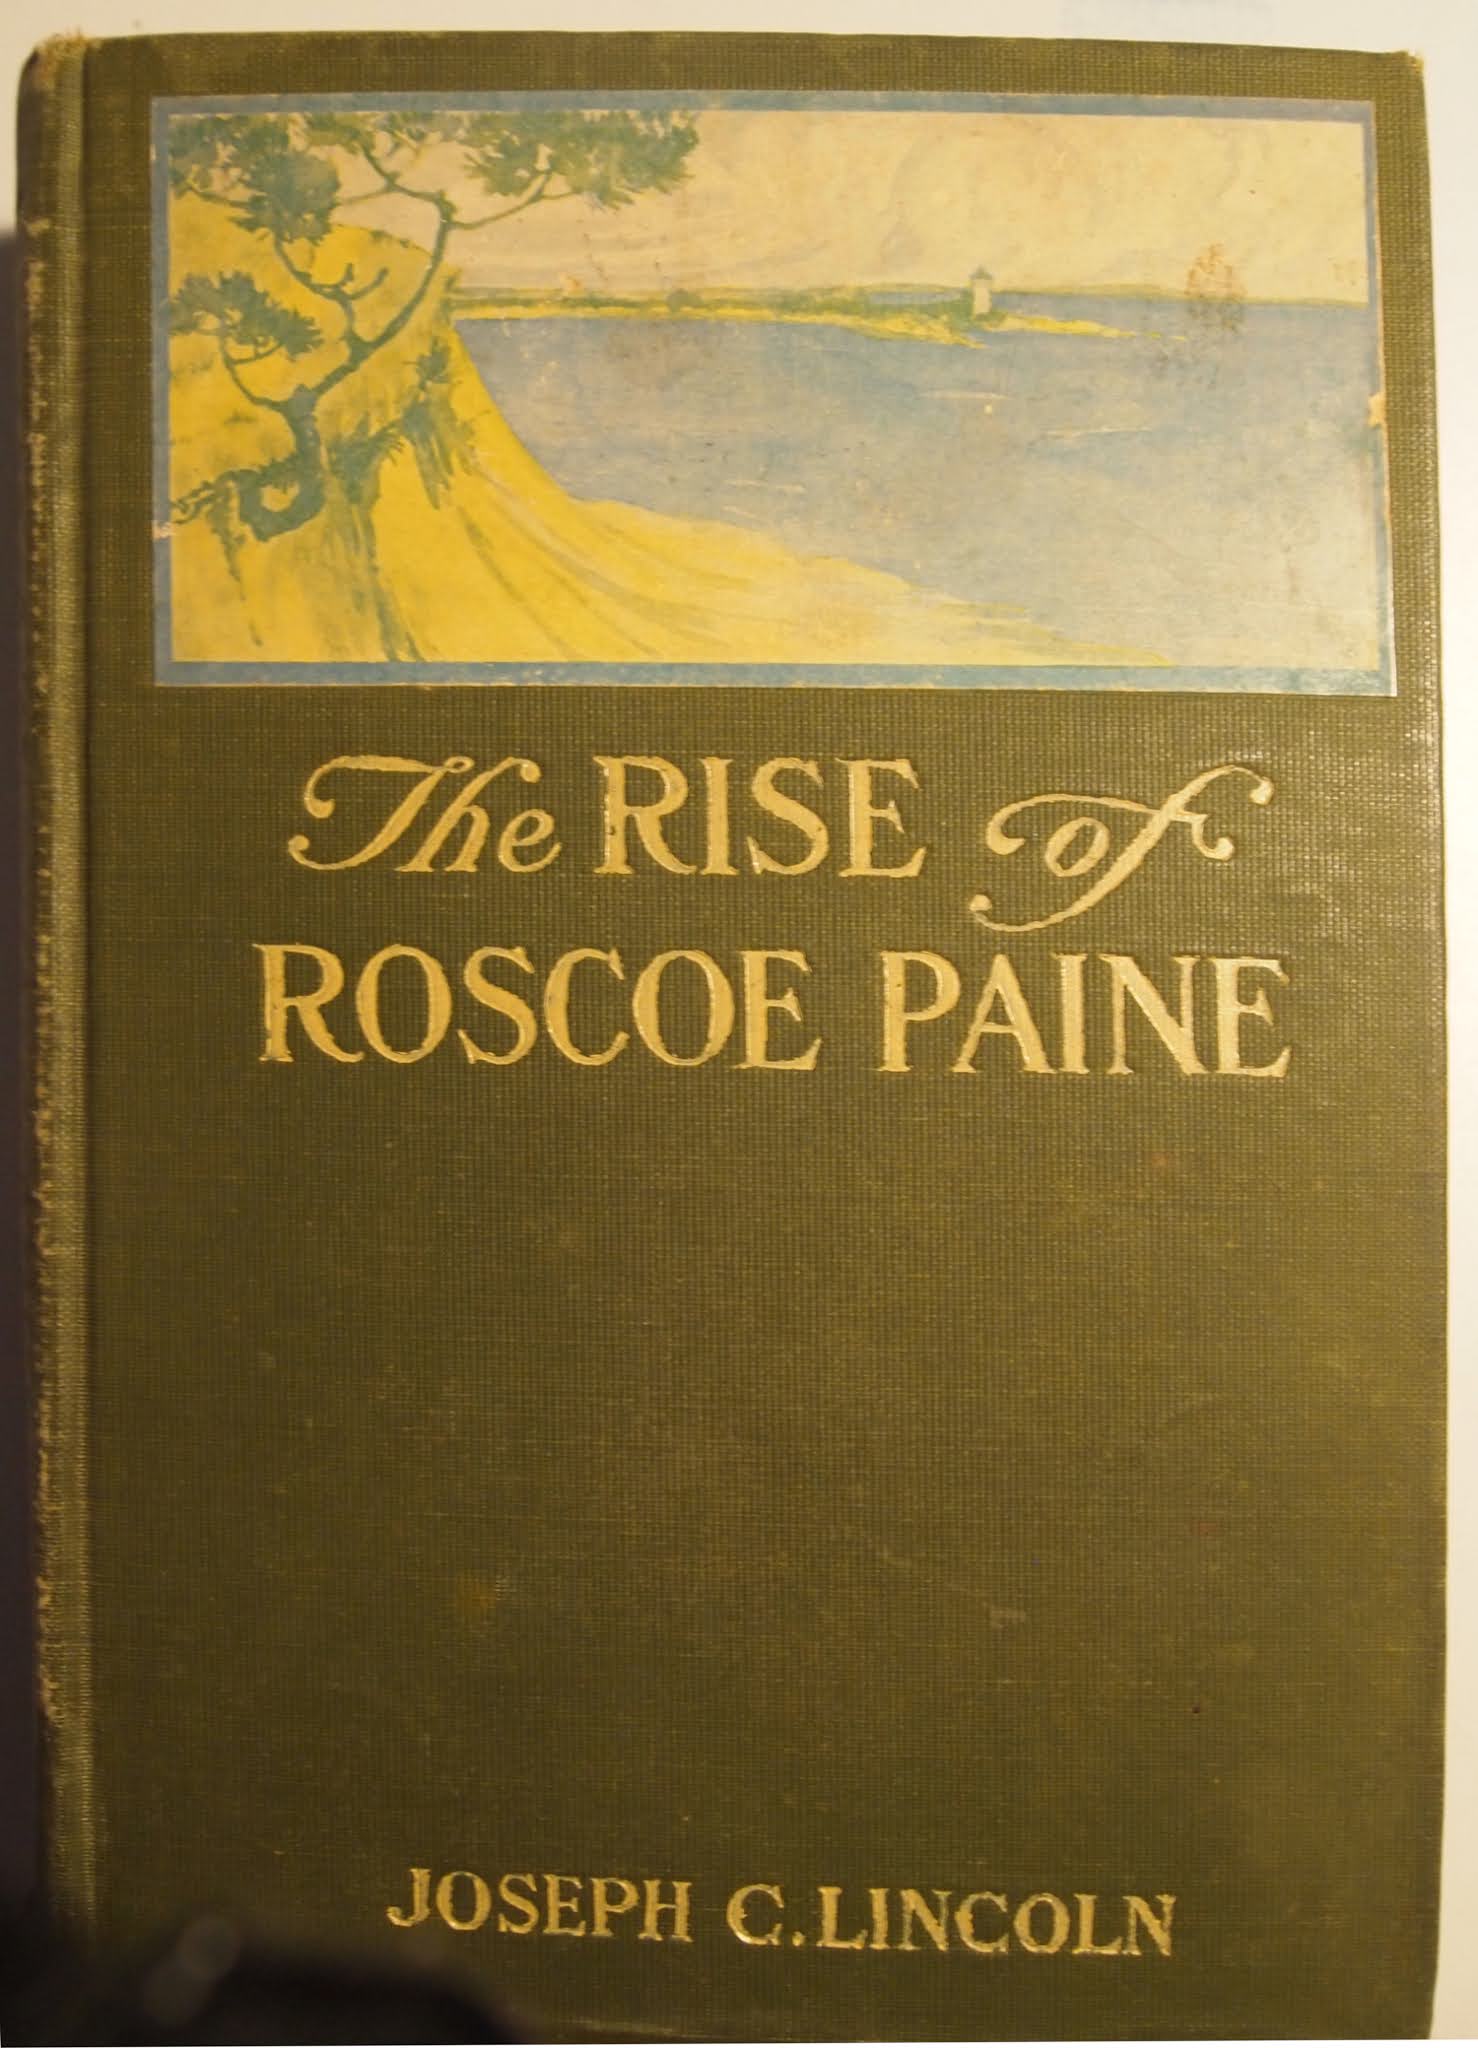 The RISE of
ROSCOE PAINE
JOSEPH C. LINCOLN